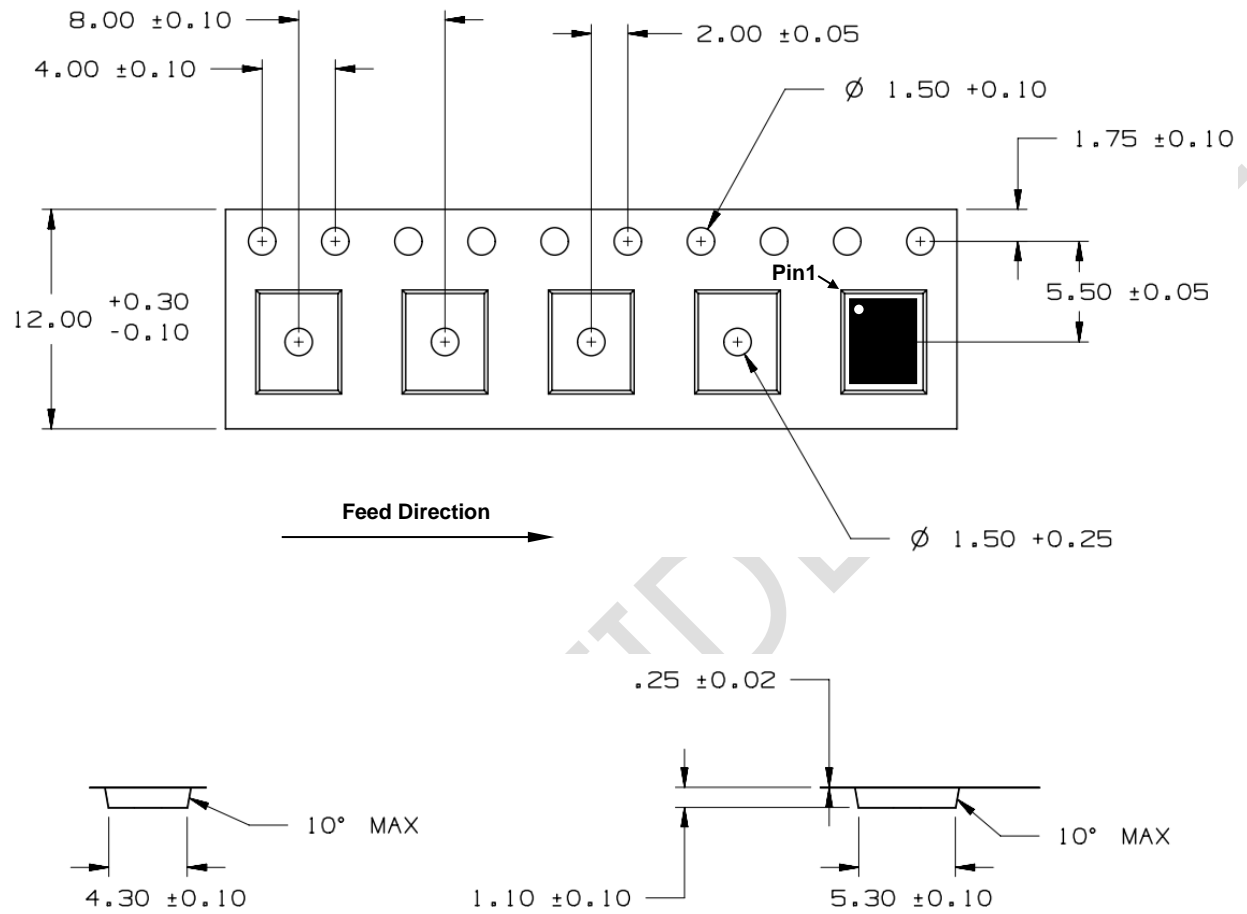 8.00 ±0.10
2.00 ±0.05
4.00 ±0.10
Ø 1.50 +0.10
1.75 ±0.10
Pin1
5.50 ±0.05
12.00 +0.30 -0.10
Feed Direction
Ø 1.50 +0.25
.25 ±0.02
10° MAX
10° MAX
4.30 ±0.10
1.10 ±0.10
5.30 ±0.10